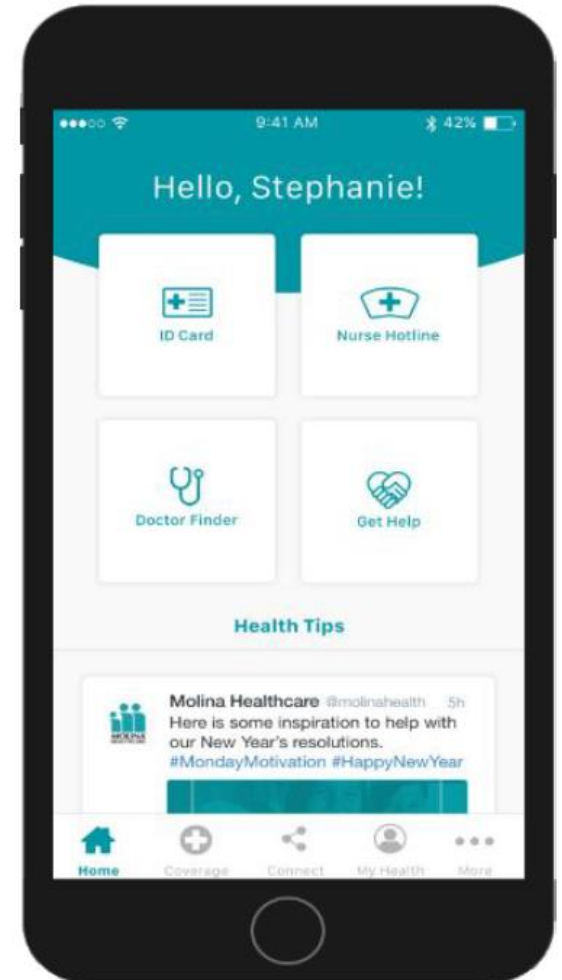 9:41 AM
42%
Hello, Stephanie!
ID Card
Nurse Hotline
Doctor Finder
Get Help
Health Tips
Molina Healthcare @molinahealth 5h
Here is some inspiration to help with
our New Year's resolutions.
#MondayMotivation #HappyNewYear
MOLINA
HEALTHCARE
Home
Coverage
Connect
My Health
More